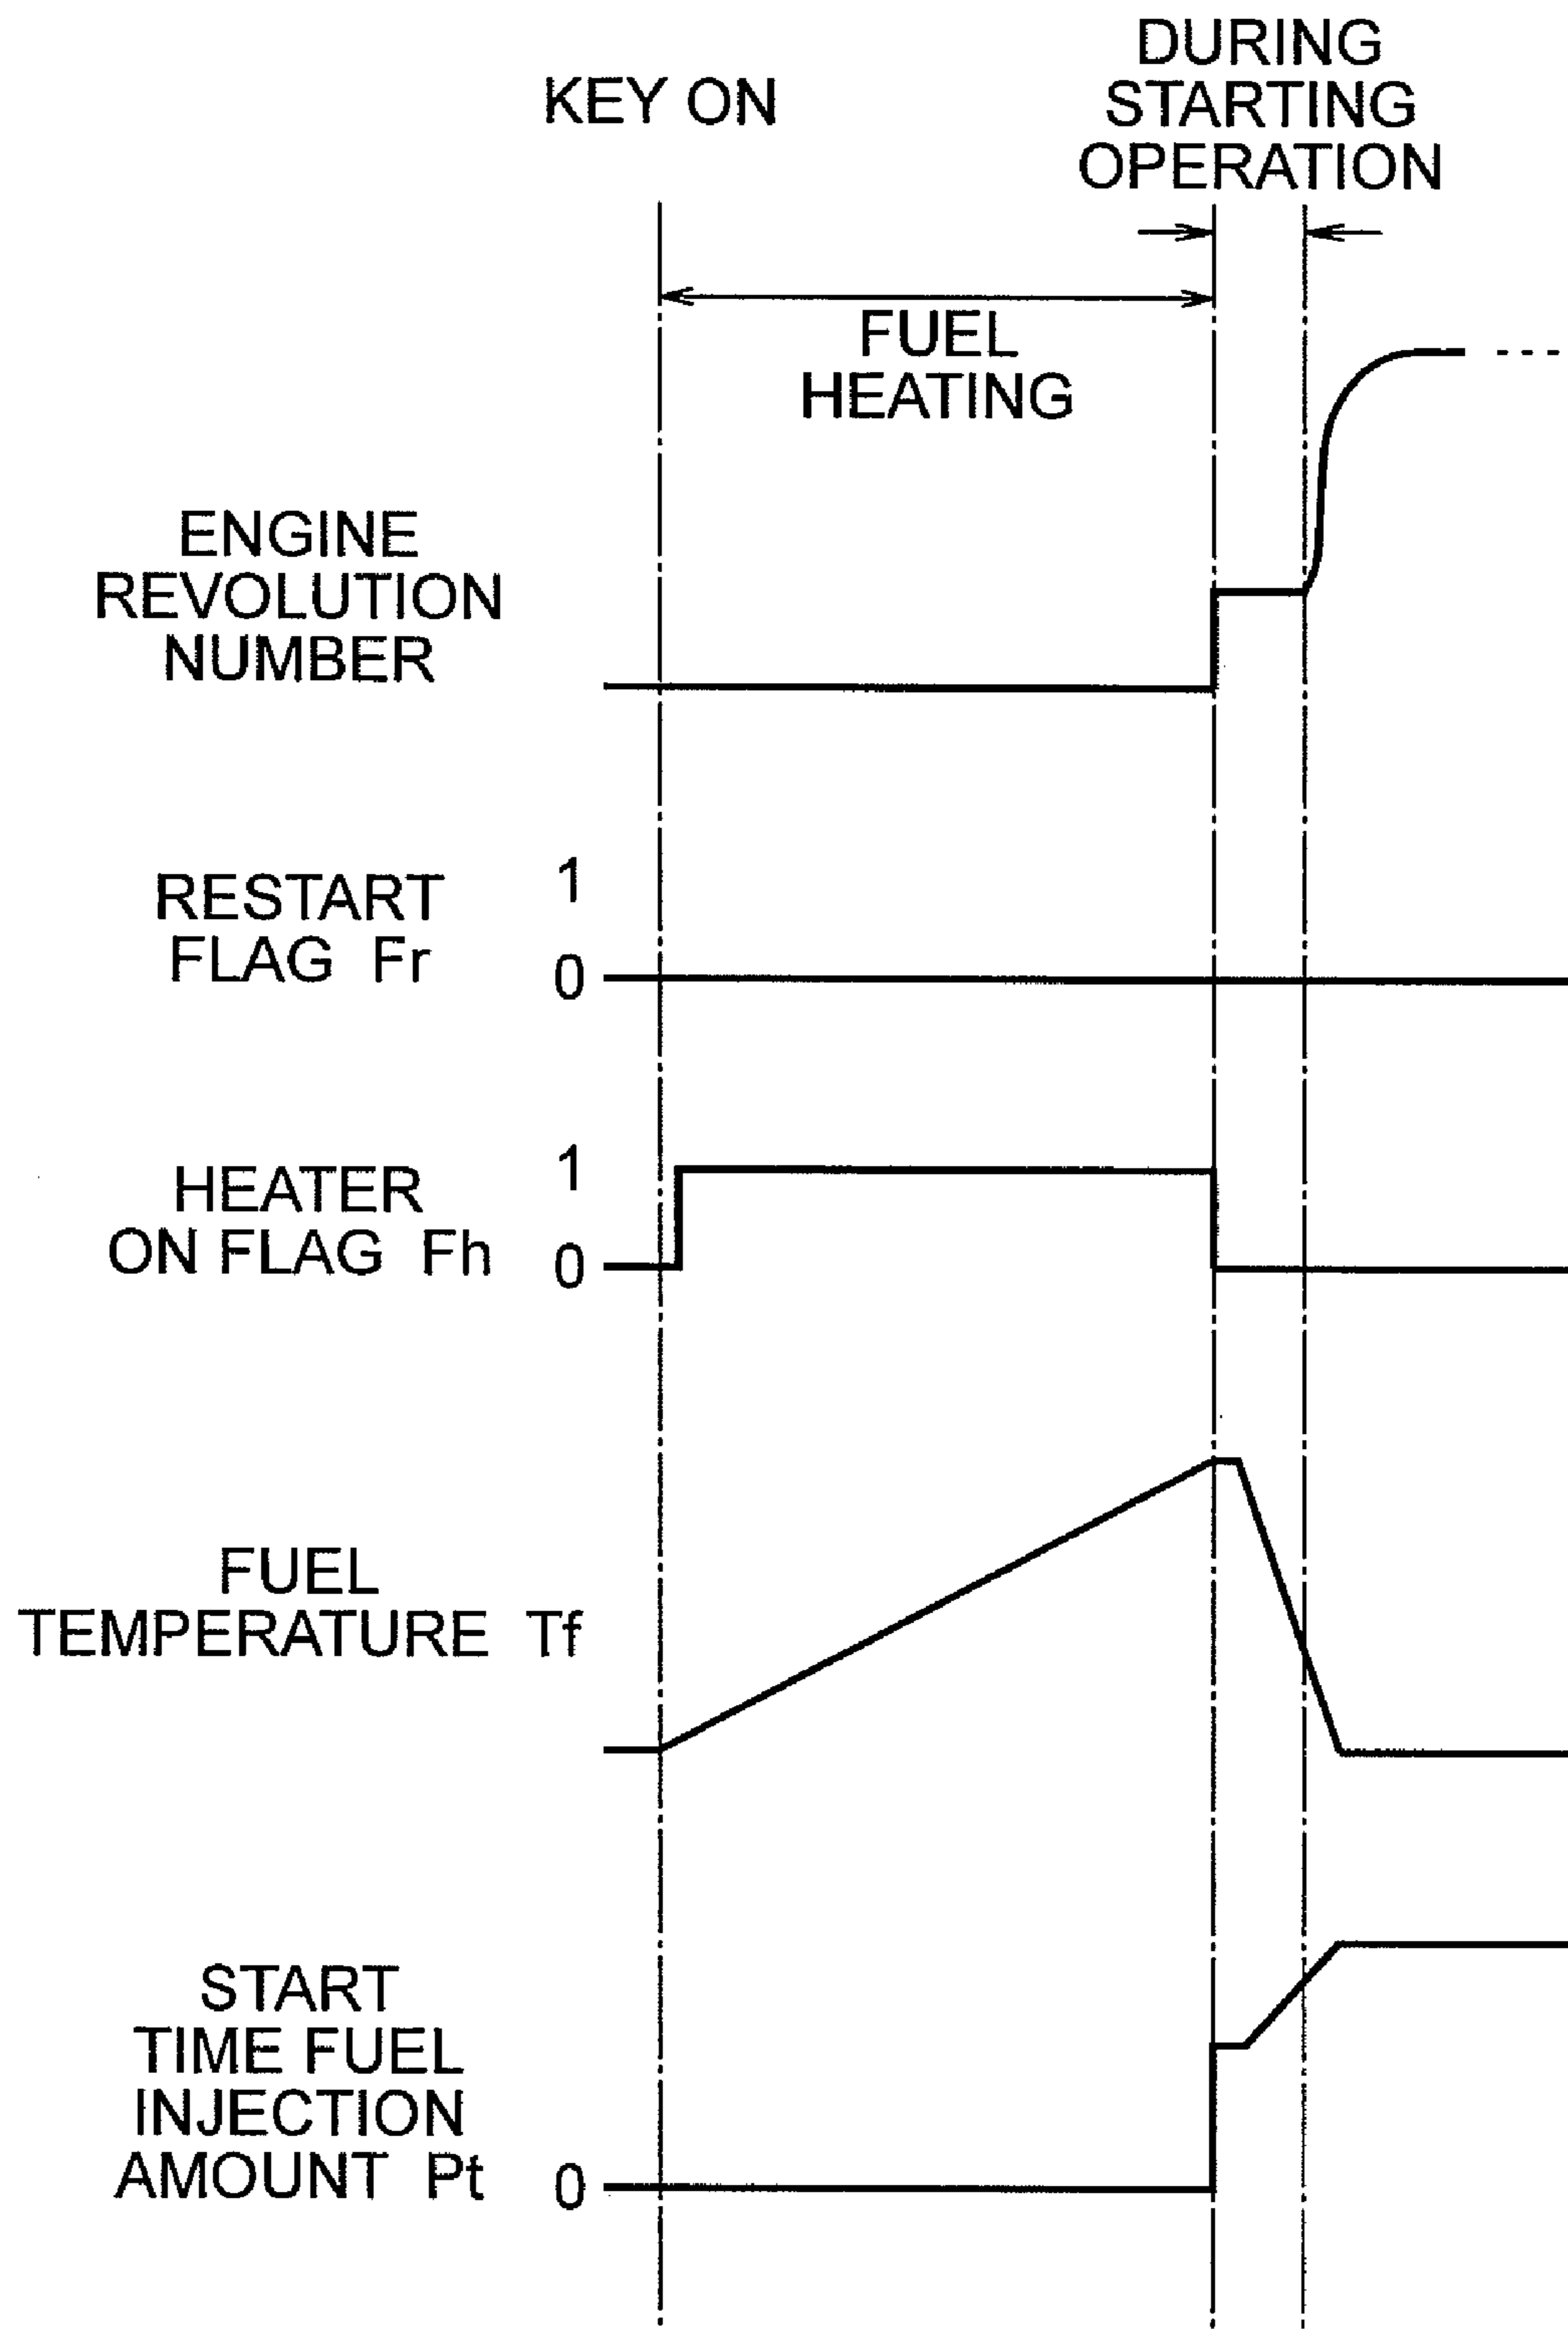 DURING
STARTING
OPERATION
KEY ON
FUEL
HEATING
ENGINE
REVOLUTION
NUMBER
RESTART
FLAG Fr
1
0
HEATER
ON FLAG Fh
1
0
FUEL
TEMPERATURE Tf
START
TIME FUEL
INJECTION
AMOUNT Pt
0